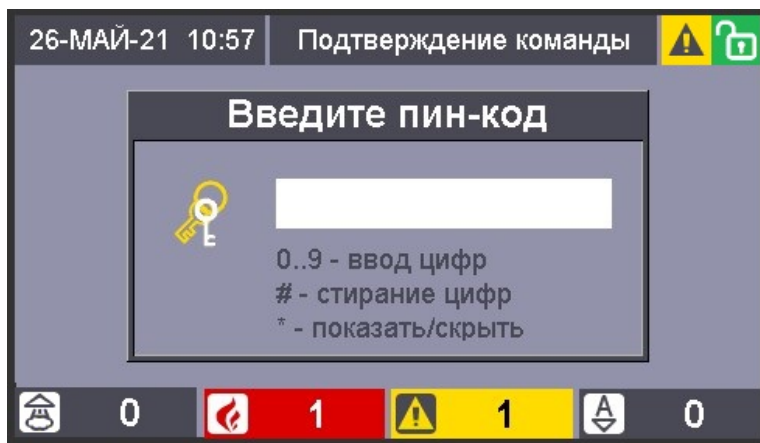 26-МАЙ-21 10:57 Подтверждение команды
Введите пин-код
0..9 - ввод цифр
# - стирание цифр
* - показать/скрыть
0 1 1 A 0